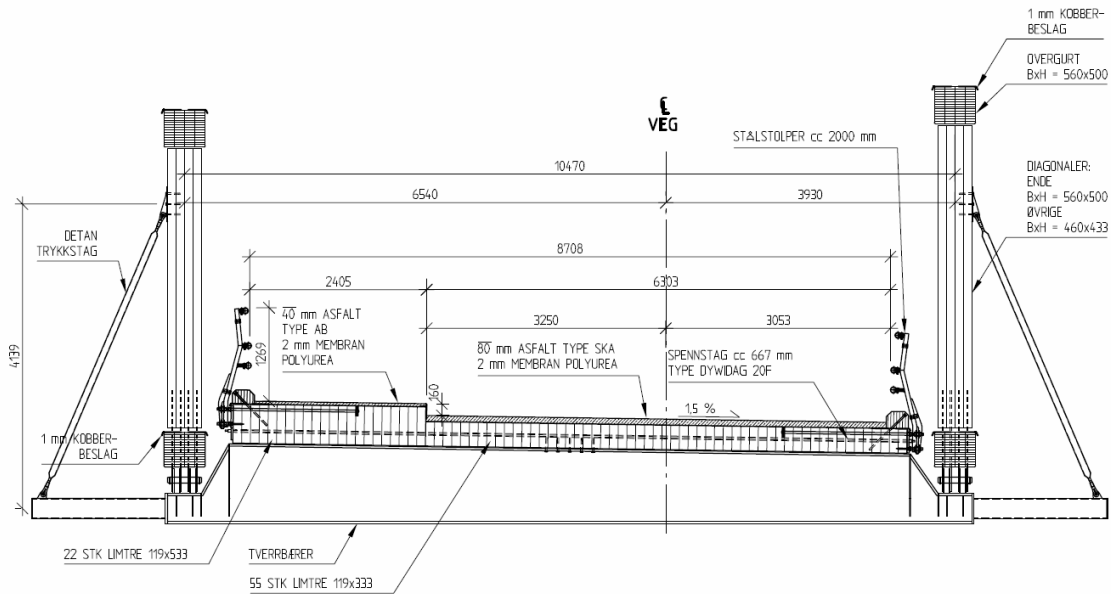 1 mm KOBBER-
BESLAG
OVERGURT
BxH = 560x500
VEG
STÅLSTOLPER cc 2000 mm
10470
DIAGONALER:
ENDE
BxH = 560x500
ØVRIGE
BxH = 460x433
6540
3930
DETAN
TRYKKSTAG
8708
2405
6303
40 mm ASFALT
TYPE AB
2 mm MEMBRAN
POLYUREA
3250
3053
1269
4139
80 mm ASFALT TYPE SKA
2 mm MEMBRAN POLYUREA
SPENNSTAG cc 667 mm
TYPE DYWIDAG 20F
160
1,5 %
1 mm KOBBER-
BESLAG
22 STK LIMTRE 119x533
TVERRBÆRER
55 STK LIMTRE 119x333